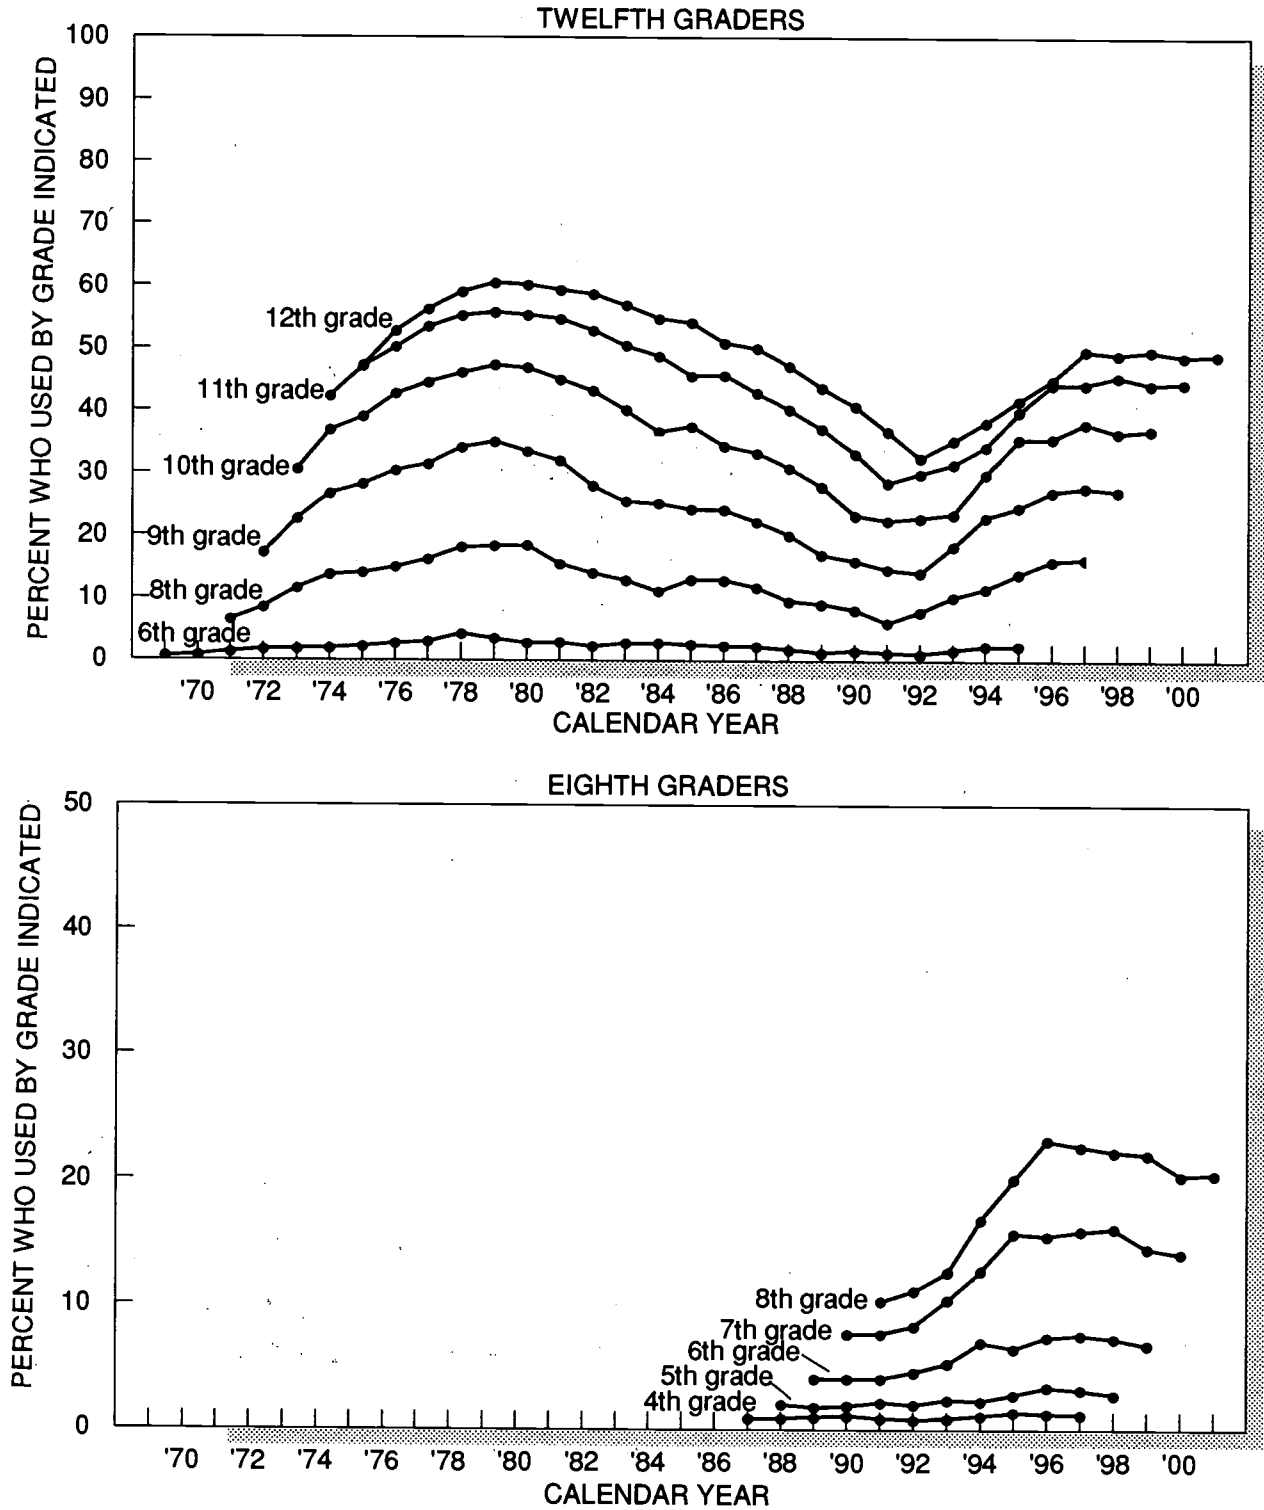 TWELFTH GRADERS
PERCENT WHO USED BY GRADE INDICATED
100
90
80
70
60
50
40
30
20
10
0
12th grade
11th grade
10th grade
9th grade
8th grade
6th grade
'70 '72 '74 '76 '78 '80 '82 '84 '86 '88 '90 '92 '94 '96 '98 '00
CALENDAR YEAR
EIGHTH GRADERS
PERCENT WHO USED BY GRADE INDICATED
50
40
30
20
10
0
8th grade
7th grade
6th grade
5th grade
4th grade
'70 '72 '74 '76 '78 '80 '82 '84 '86 '88 '90 '92 '94 '96 '98 '00
CALENDAR YEAR